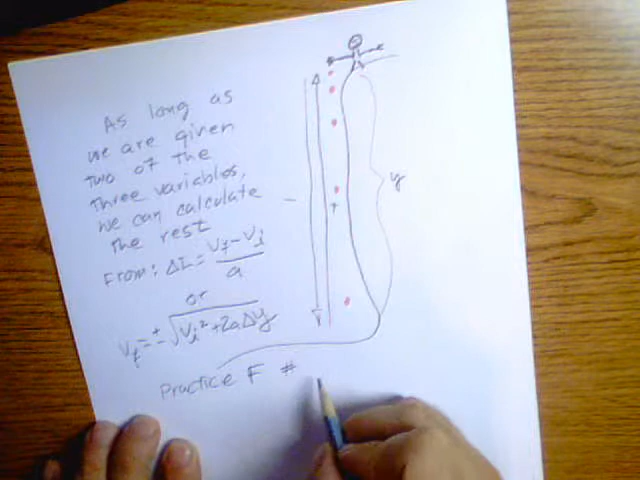 As long as
we are given
two of the
three variables,
we can calculate
the rest
From: Δt = Vf - Vi / a
or
Vf = ± √Vi² + 2aΔy
Practice F #
y